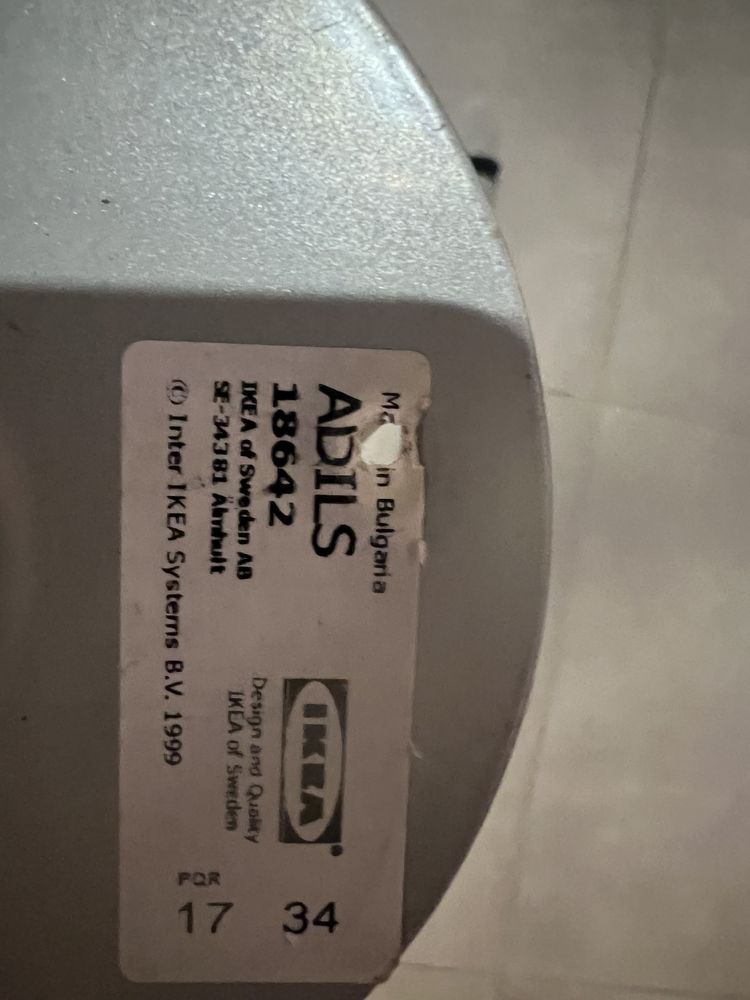 Made in Bulgaria
ADILS
18642
IKEA of Sweden AB
SE-34381 Älmhult
© Inter IKEA Systems B.V. 1999
IKEA®
Design and Quality
IKEA of Sweden
PQR
34
17